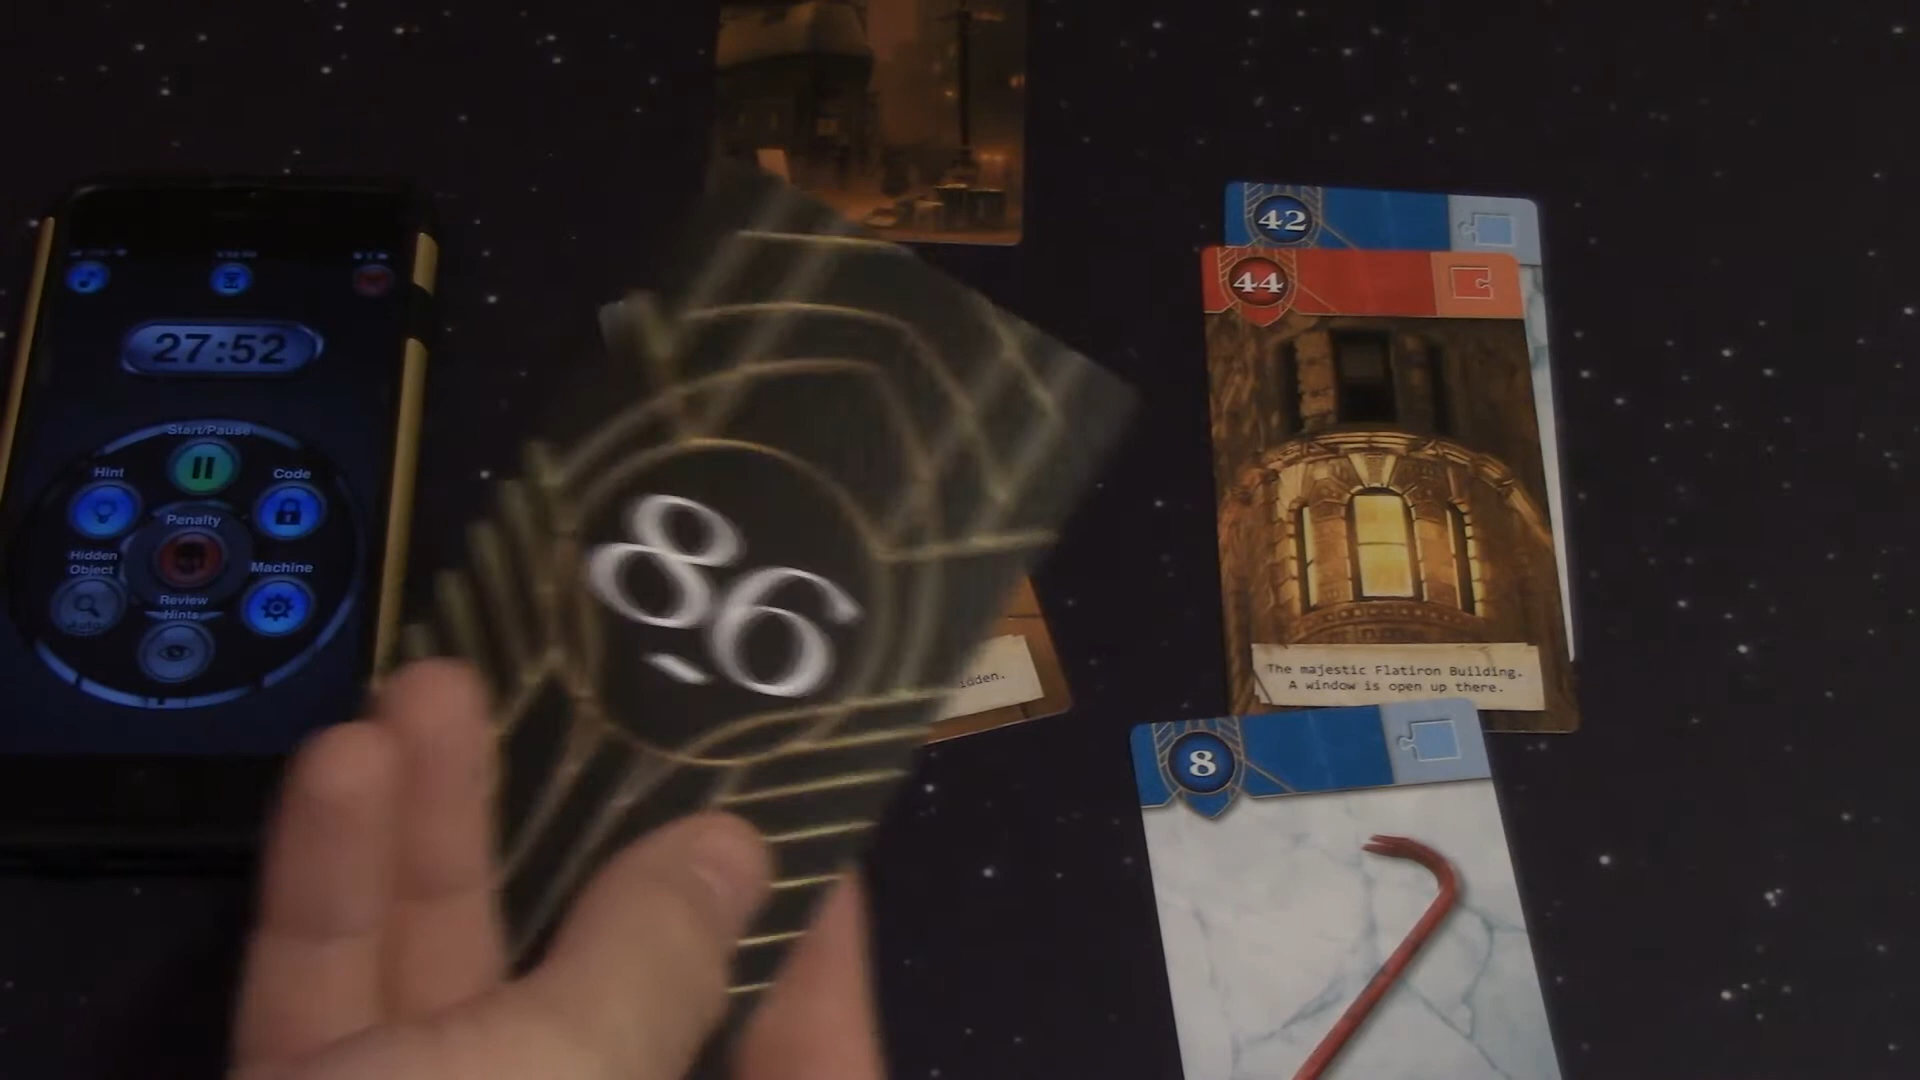 27:52
Start/Pause
Hint
Code
Penalty
Hidden
Object
Machine
Review
Hints
86
42
44
The majestic Flatiron Building.
A window is open up there.
8